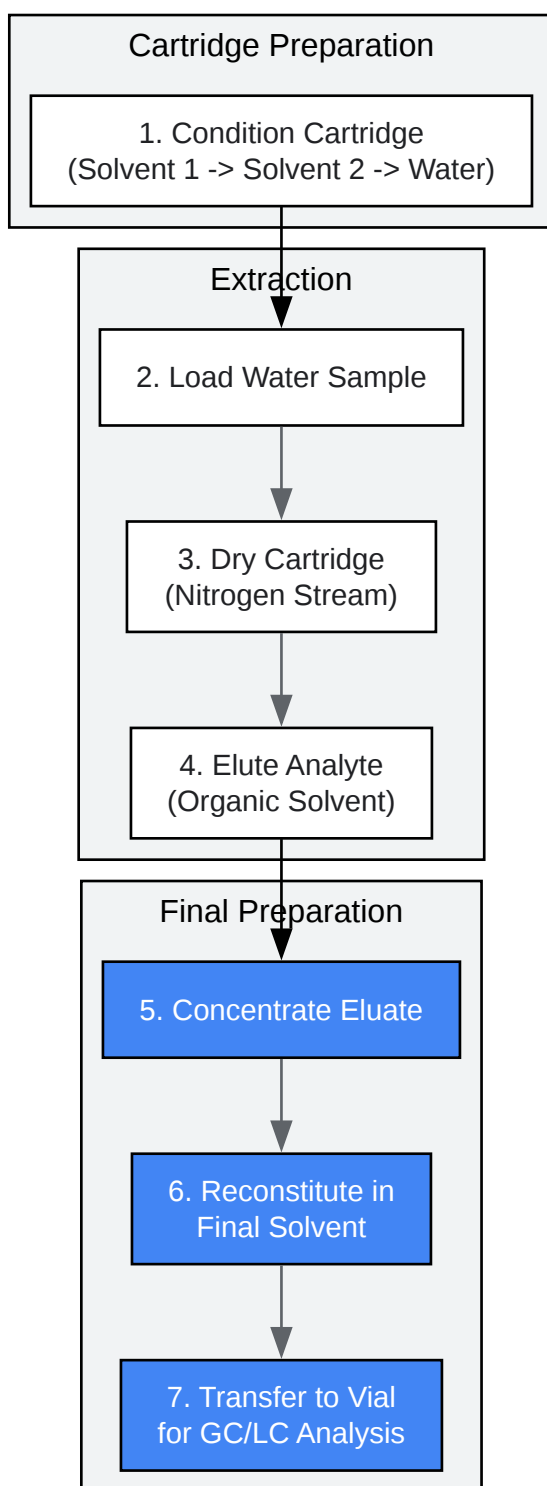 Cartridge Preparation
1. Condition Cartridge
(Solvent 1 -> Solvent 2 -> Water)
Extraction
2. Load Water Sample
3. Dry Cartridge
(Nitrogen Stream)
4. Elute Analyte
(Organic Solvent)
Final Preparation
5. Concentrate Eluate
6. Reconstitute in
Final Solvent
7. Transfer to Vial
for GC/LC Analysis